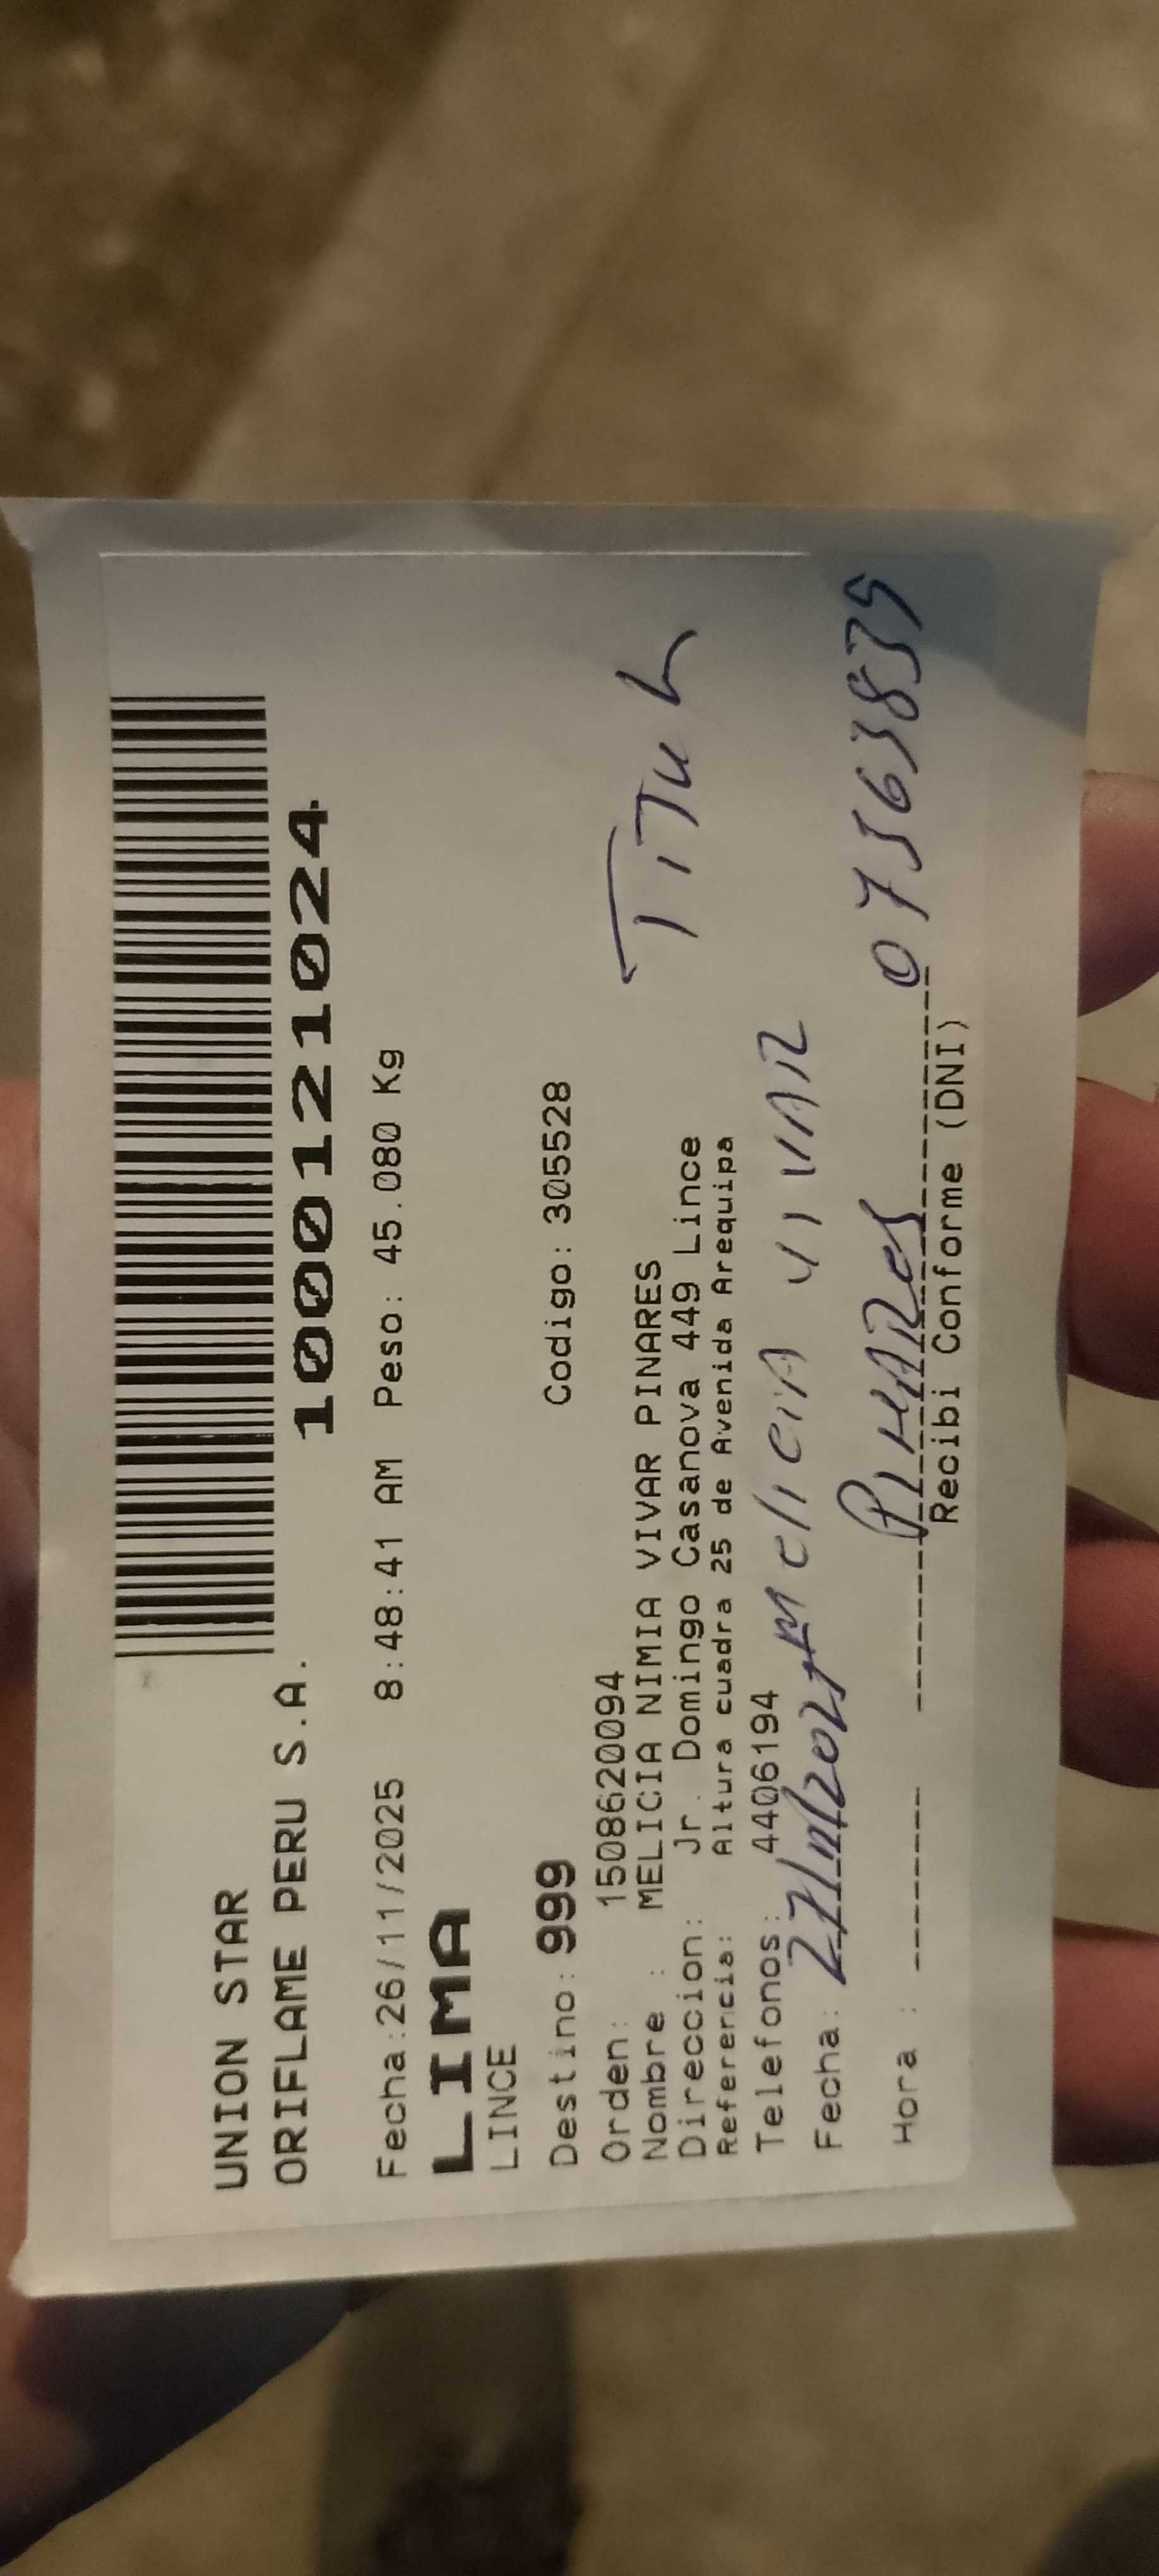 UNION STAR
ORIFLAME PERU S.A.
1000121024
Fecha:26/11/2025 8:48:41 AM Peso: 45.080 Kg
LIMA
LINCE
Destino: 999 Codigo: 305528
Orden: 1508620094
Nombre : MELICIA NIMIA VIVAR PINARES
Direccion: Jr. Domingo Casanova 449 Lince
Referencia: Altura cuadra 25 de Avenida Arequipa
Telefonos: 4406194
Fecha: MeliciA ViVAR
PiNARes
Hora :
Recibi Conforme (DNI)